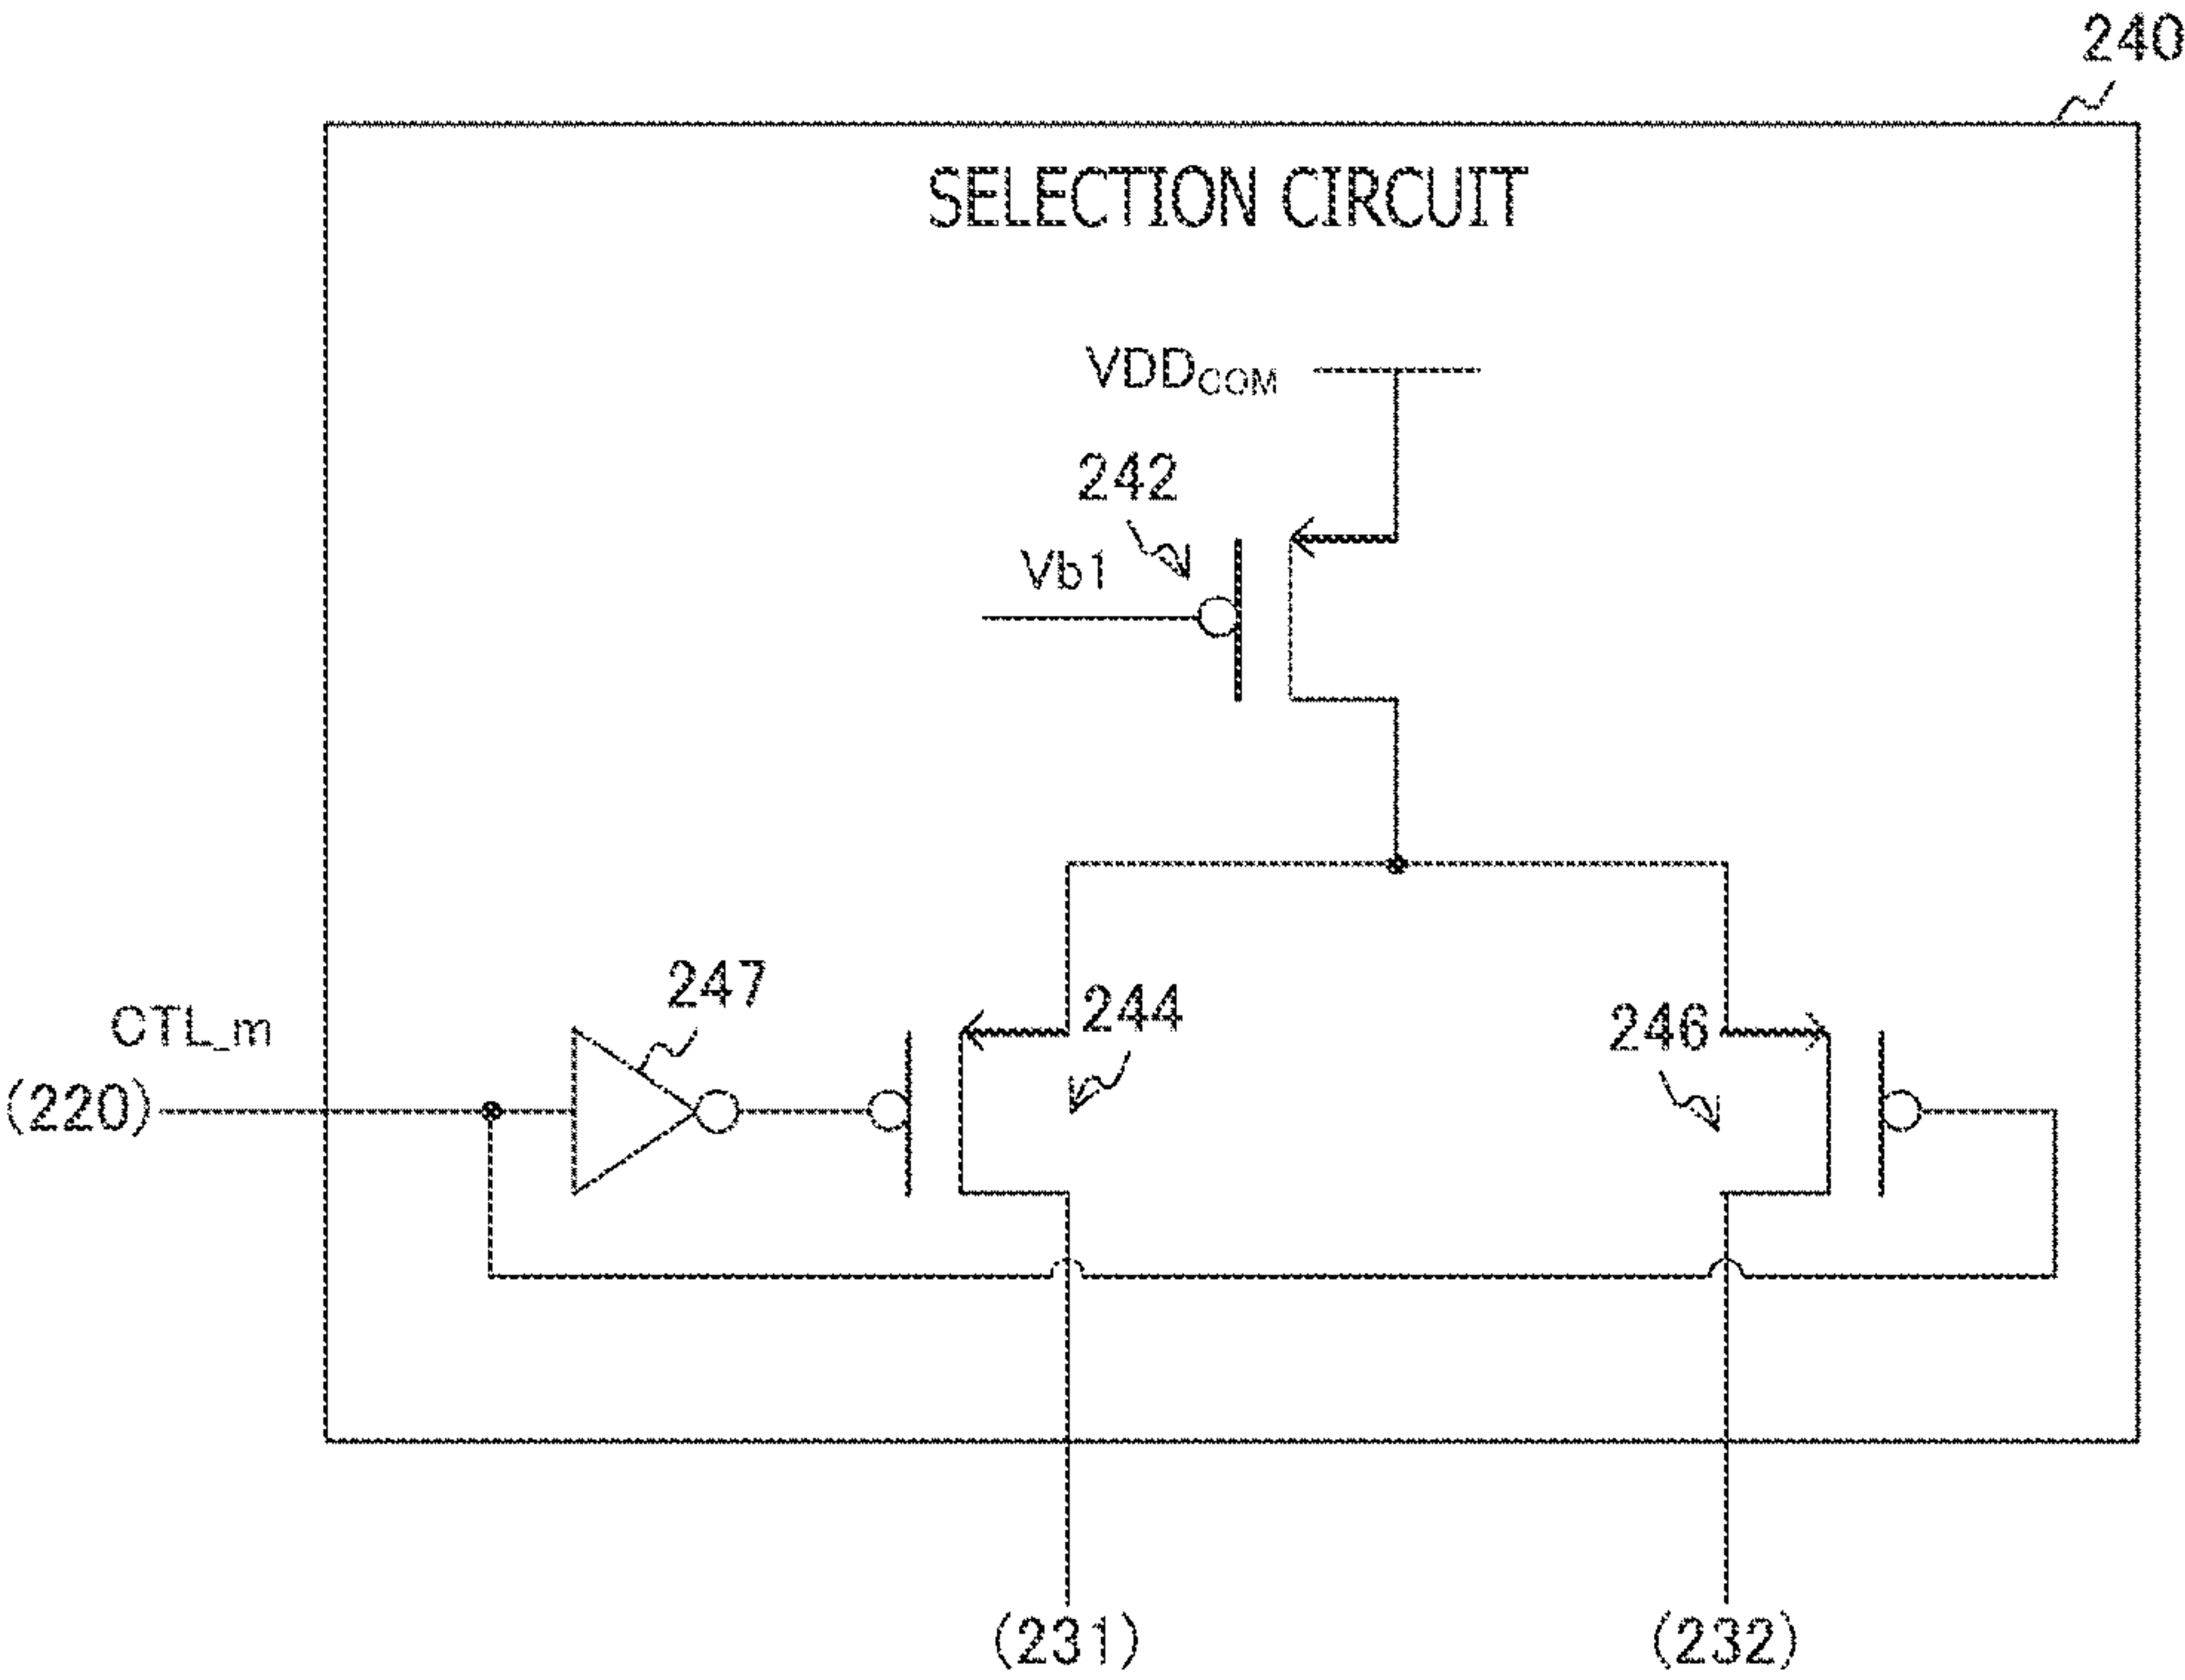 240
SELECTION CIRCUIT
VDDCOM
242
Vb1
247
CTL_m
244
246
(220)
(231)
(232)